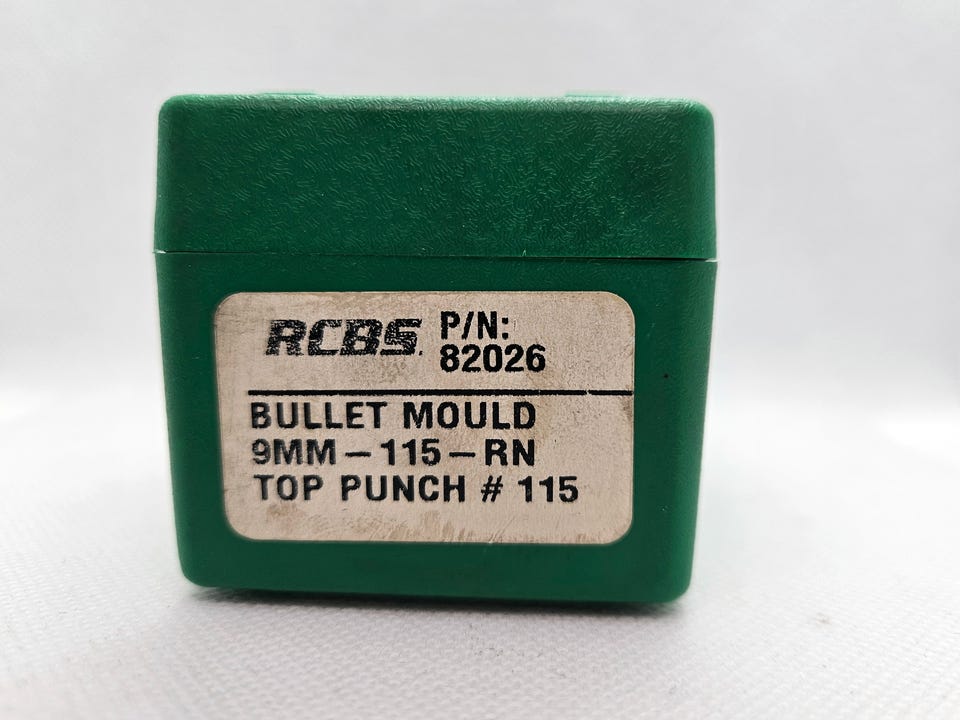 RCBS. P/N:
82026
BULLET MOULD
9MM – 115 – RN
TOP PUNCH # 115